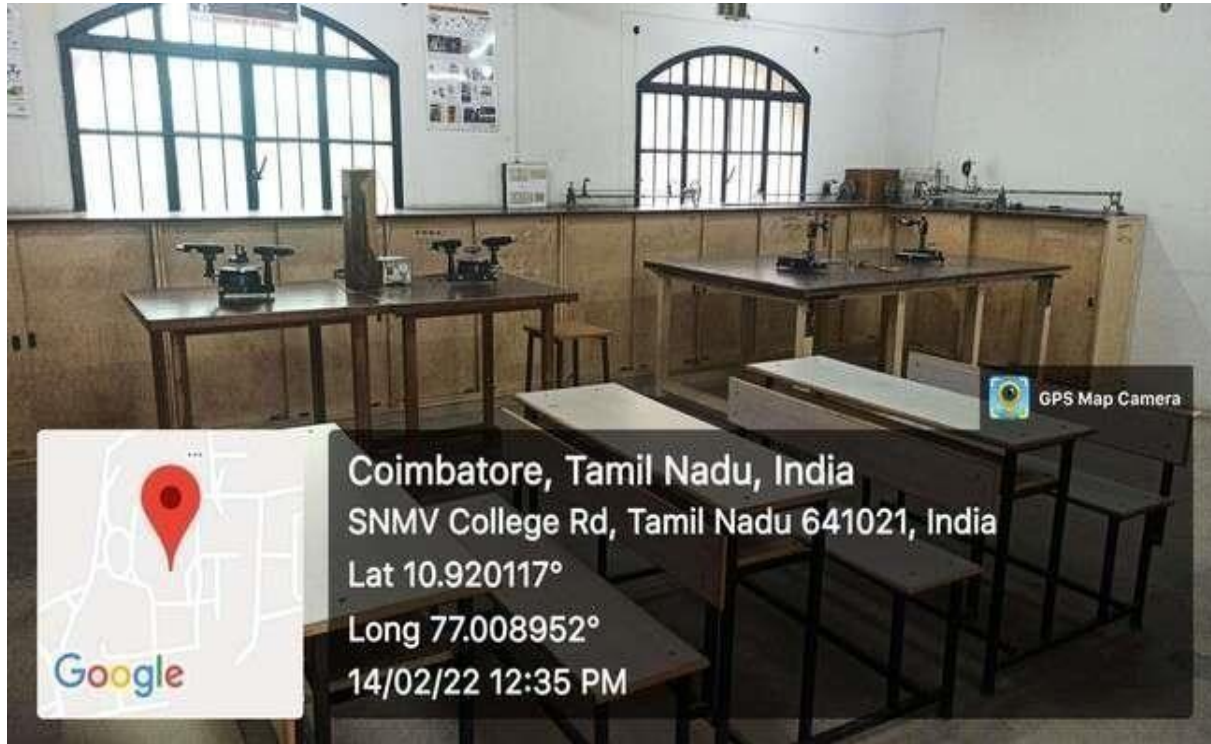 GPS Map Camera
Coimbatore, Tamil Nadu, India
SNMV College Rd, Tamil Nadu 641021, India
Lat 10.920117°
Long 77.008952°
14/02/22 12:35 PM
Google